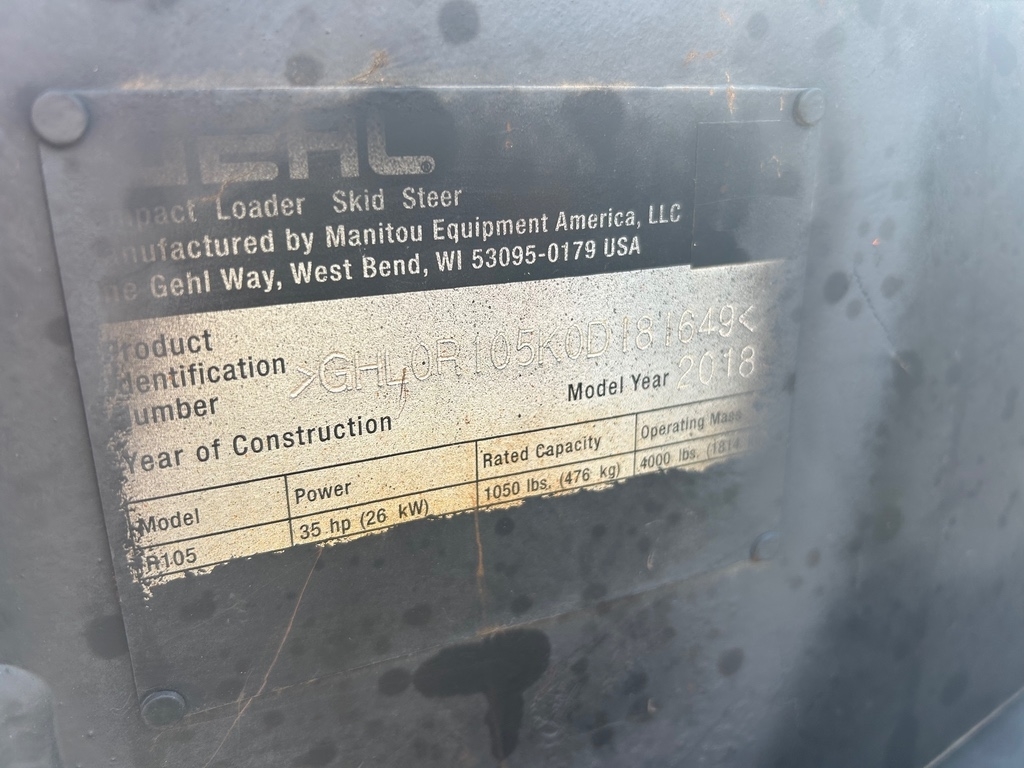 GEHL®
Compact Loader Skid Steer
Manufactured by Manitou Equipment America, LLC
One Gehl Way, West Bend, WI 53095-0179 USA
Product
Identification
Number
>GHL0R105K0D181649<
Year of Construction
Model Year 2018
Model Power Rated Capacity Operating Mass
R105 35 hp (26 kW) 1050 lbs. (476 kg) 4000 lbs. (1814